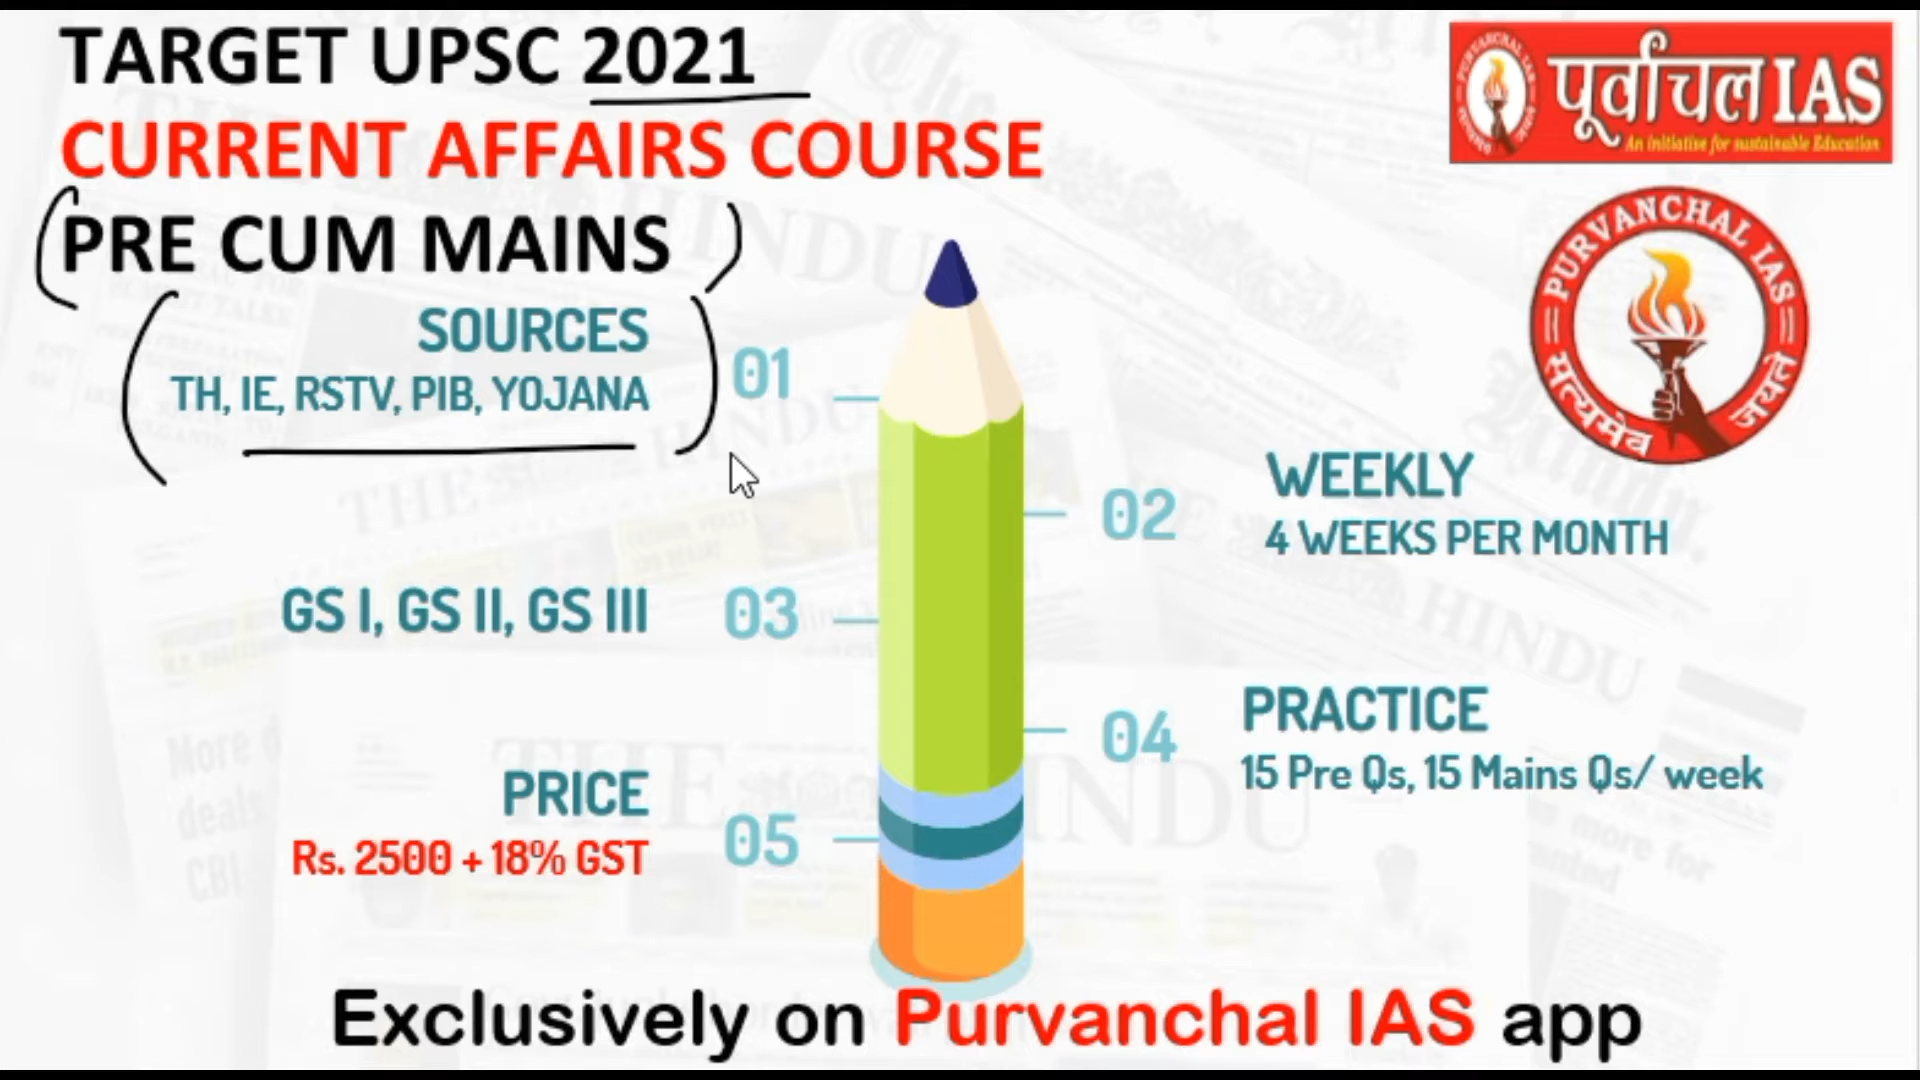 TARGET UPSC 2021
CURRENT AFFAIRS COURSE
PRE CUM MAINS
पूर्वांचल IAS
An initiative for sustainable Education
PURVANCHAL IAS
सत्यमेव जयते
SOURCES
TH, IE, RSTV, PIB, YOJANA
01
02
WEEKLY
4 WEEKS PER MONTH
GS I, GS II, GS III
03
04
PRACTICE
15 Pre Qs, 15 Mains Qs/ week
PRICE
Rs. 2500 + 18% GST
05
Exclusively on Purvanchal IAS app